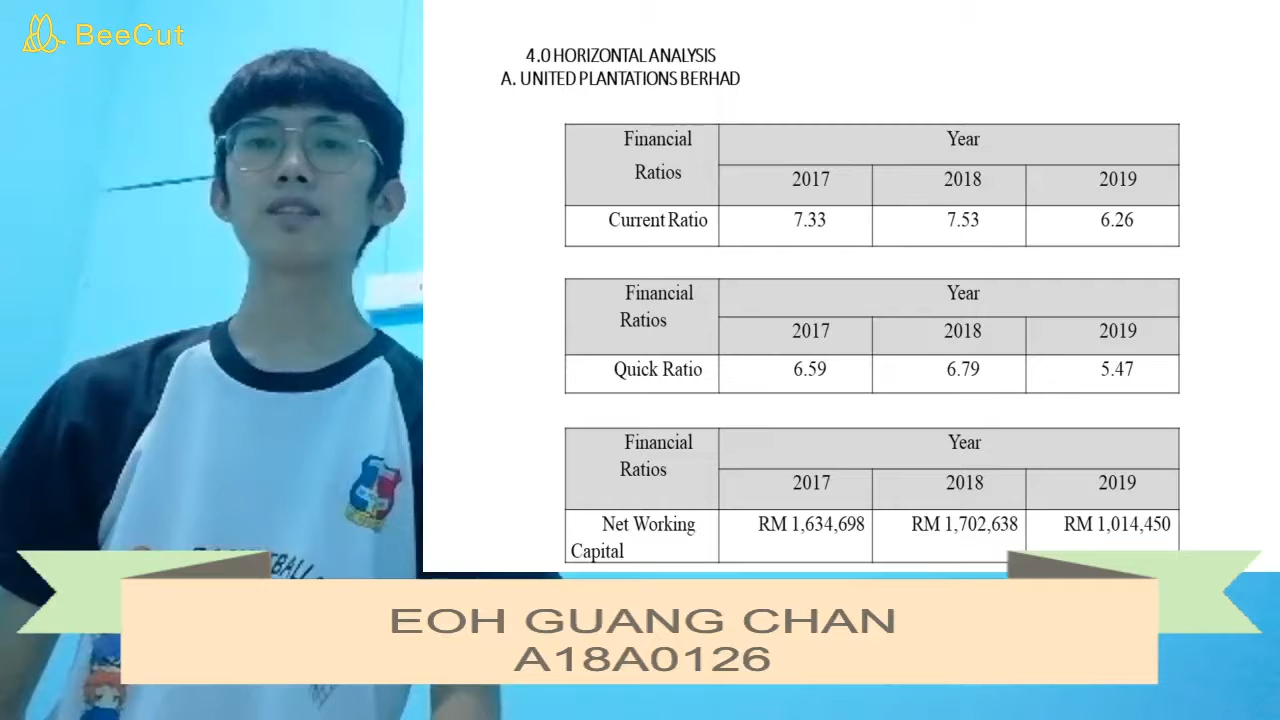 BeeCut
4.0 HORIZONTAL ANALYSIS
A. UNITED PLANTATIONS BERHAD
Financial Ratios Year
2017 2018 2019
Current Ratio 7.33 7.53 6.26
Financial Ratios Year
2017 2018 2019
Quick Ratio 6.59 6.79 5.47
Financial Ratios Year
2017 2018 2019
Net Working Capital RM 1,634,698 RM 1,702,638 RM 1,014,450
EOH GUANG CHAN
A18A0126